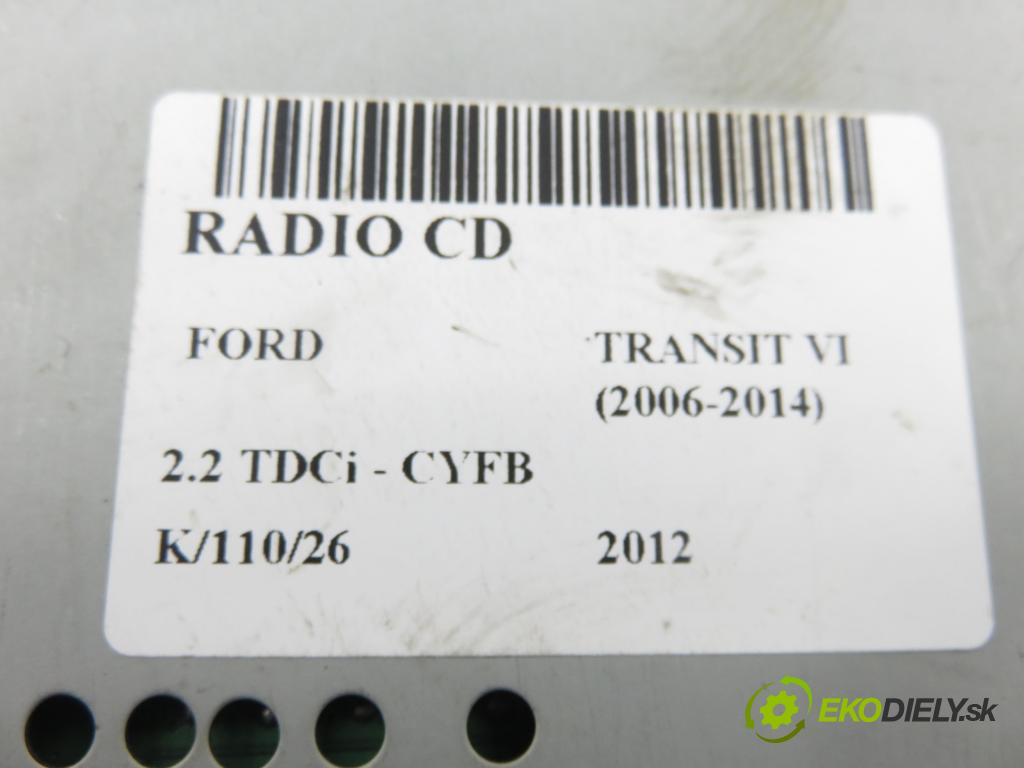 RADIO CD
FORD TRANSIT VI
(2006-2014)
2.2 TDCi - CYFB
K/110/26 2012
EKODIELY.sk